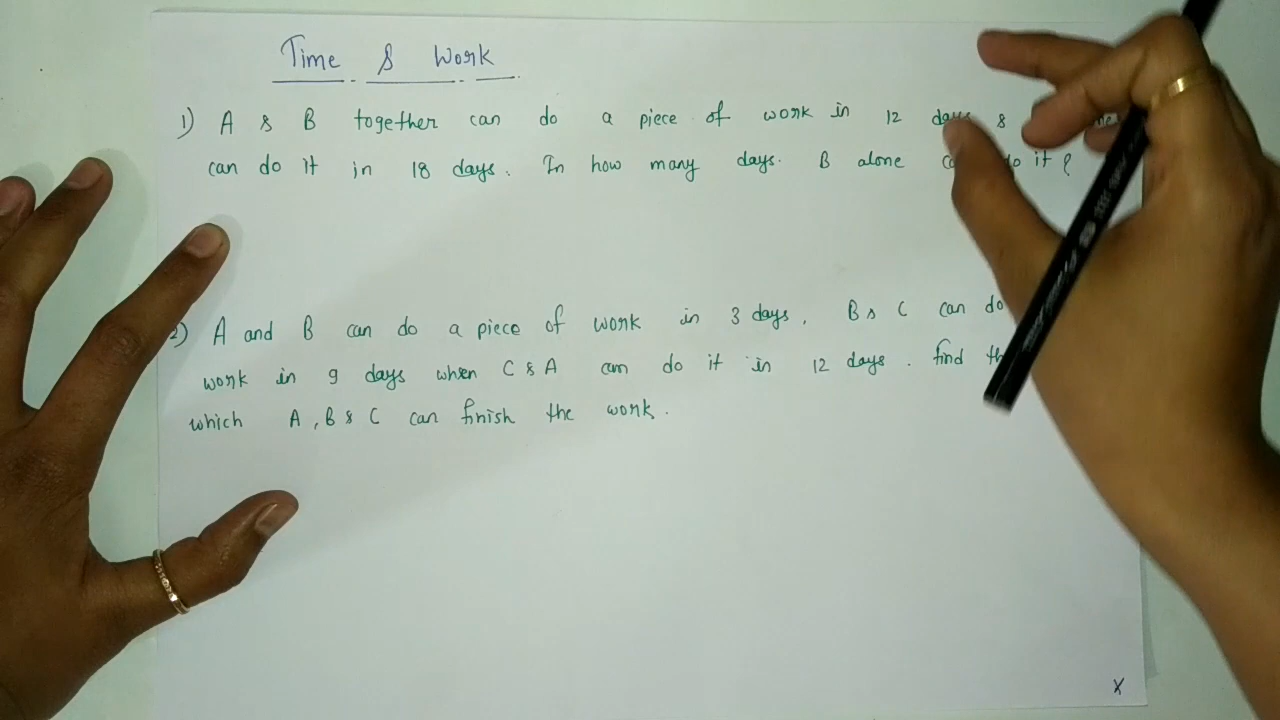 Time & Work
1) A & B together can do a piece of work in 12 days &
can do it in 18 days. In how many days. B alone it ?
A and B can do a piece of work in 3 days, B & C can do
work in 9 days when C & A can do it in 12 days. find
which A, B & C can finish the work.
X